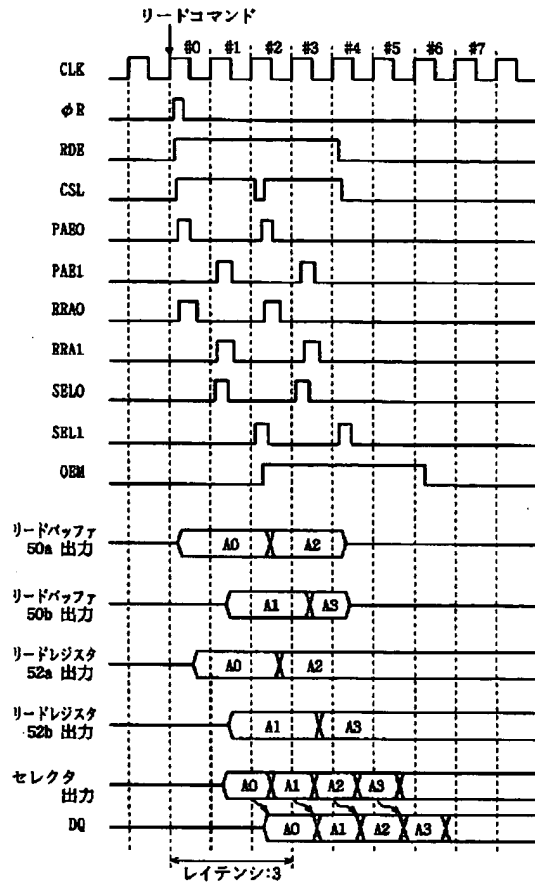 リードコマンド
#0 #1 #2 #3 #4 #5 #6 #7
CLK
φR
RDE
CSL
PAE0
PAE1
RRA0
RRA1
SEL0
SEL1
OEM
リードバッファ
50a 出力
A0 A2
リードバッファ
50b 出力
A1 A3
リードレジスタ
52a 出力
A0 A2
リードレジスタ
52b 出力
A1 A3
セレクタ
出力
A0 A1 A2 A3
DQ
A0 A1 A2 A3
レイテンシ:3